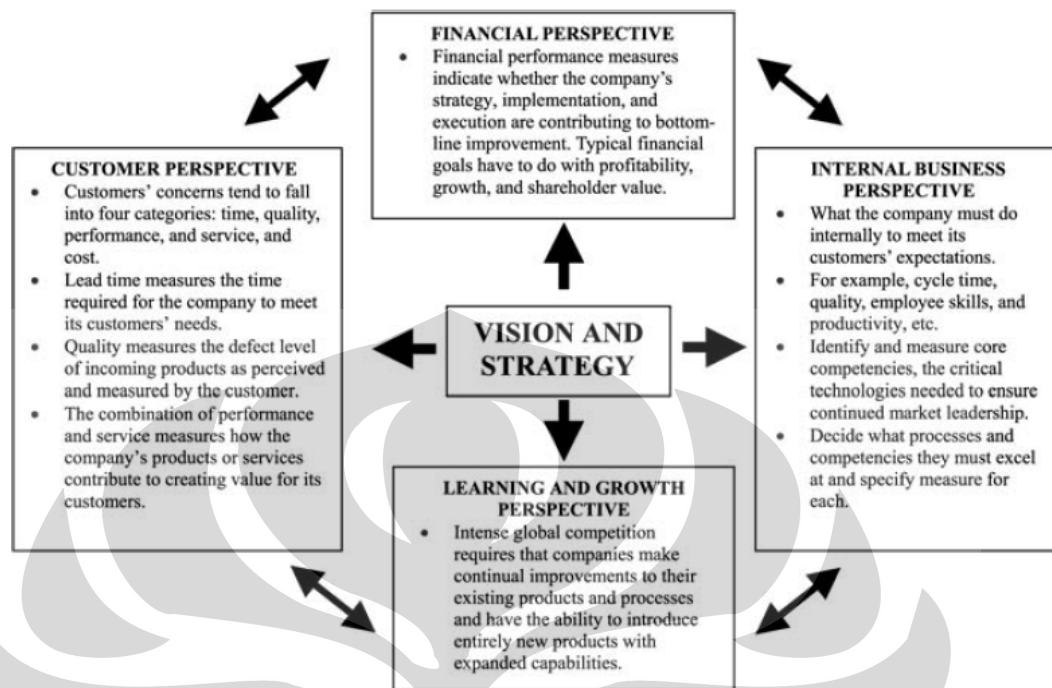 FINANCIAL PERSPECTIVE
• Financial performance measures
indicate whether the company's
strategy, implementation, and
execution are contributing to bottom-
line improvement. Typical financial
goals have to do with profitability,
growth, and shareholder value.
CUSTOMER PERSPECTIVE
• Customers' concerns tend to fall
into four categories: time, quality,
performance, and service, and
cost.
• Lead time measures the time
required for the company to meet
its customers' needs.
• Quality measures the defect level
of incoming products as perceived
and measured by the customer.
• The combination of performance
and service measures how the
company's products or services
contribute to creating value for its
customers.
VISION AND
STRATEGY
INTERNAL BUSINESS
PERSPECTIVE
• What the company must do
internally to meet its
customers' expectations.
• For example, cycle time,
quality, employee skills, and
productivity, etc.
• Identify and measure core
competencies, the critical
technologies needed to ensure
continued market leadership.
• Decide what processes and
competencies they must excel
at and specify measure for
each.
LEARNING AND GROWTH
PERSPECTIVE
• Intense global competition
requires that companies make
continual improvements to their
existing products and processes
and have the ability to introduce
entirely new products with
expanded capabilities.